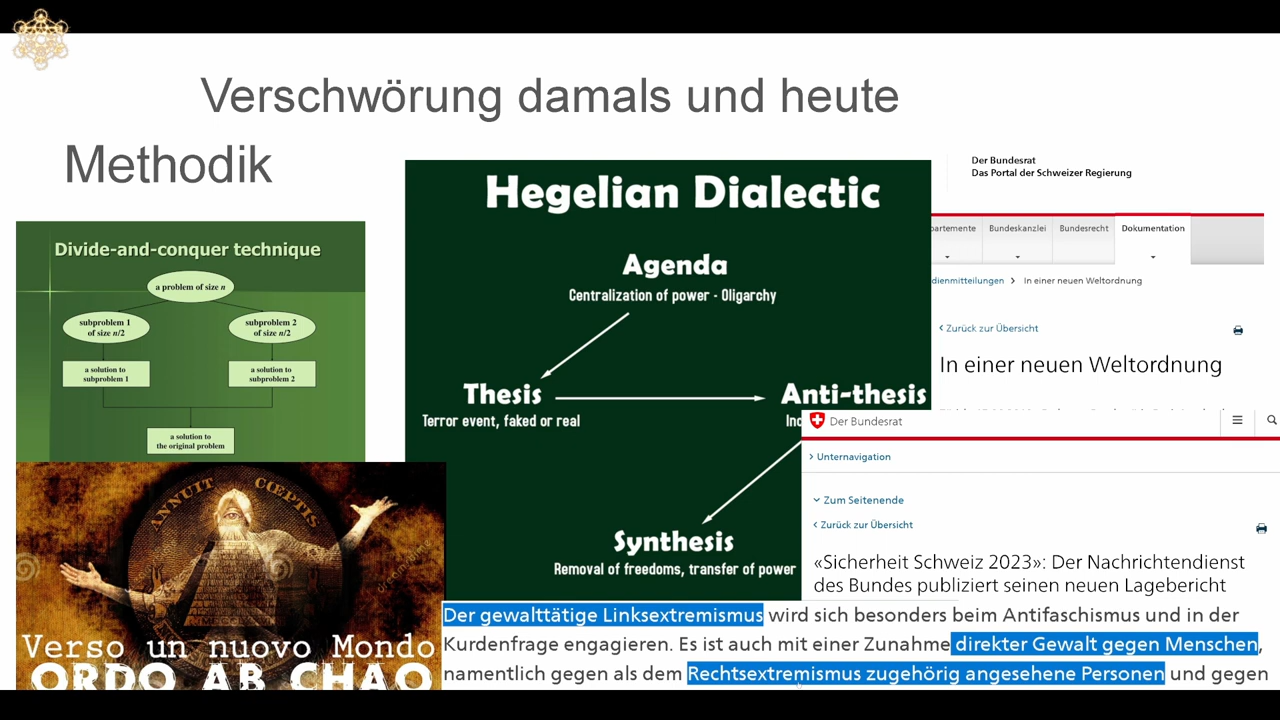 Verschwörung damals und heute
Methodik
Divide-and-conquer technique
a problem of size n
subproblem 1
of size n/2
subproblem 2
of size n/2
a solution to
subproblem 1
a solution to
subproblem 2
a solution to
the original problem
Hegelian Dialectic
Agenda
Centralization of power - Oligarchy
Thesis
Terror event, faked or real
Anti-thesis
Synthesis
Removal of freedoms, transfer of power
Der Bundesrat
Das Portal der Schweizer Regierung
partemente
Bundeskanzlei
Bundesrecht
Dokumentation
dienmitteilungen
In einer neuen Weltordnung
Zurück zur Übersicht
In einer neuen Weltordnung
Der Bundesrat
Unternavigation
Zum Seitenende
Zurück zur Übersicht
«Sicherheit Schweiz 2023»: Der Nachrichtendienst
des Bundes publiziert seinen neuen Lagebericht
ANNUIT CŒPTIS
Verso un nuovo Mondo
ORDO AB CHAO
Der gewalttätige Linksextremismus wird sich besonders beim Antifaschismus und in der
Kurdenfrage engagieren. Es ist auch mit einer Zunahme direkter Gewalt gegen Menschen,
namentlich gegen als dem Rechtsextremismus zugehörig angesehene Personen und gegen